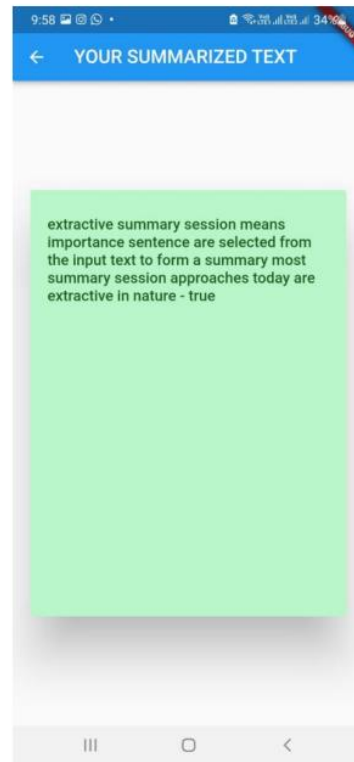 9:58
34%
YOUR SUMMARIZED TEXT
extractive summary session means
importance sentence are selected from
the input text to form a summary most
summary session approaches today are
extractive in nature - true